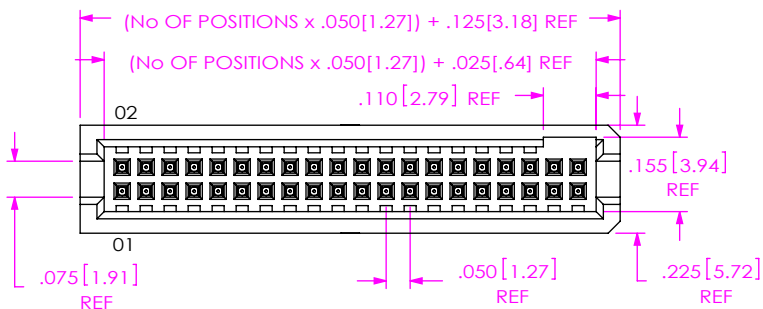 (No OF POSITIONS x .050[1.27]) + .125[3.18] REF
(No OF POSITIONS x .050[1.27]) + .025[.64] REF
.110[2.79] REF
02
.155[3.94]
REF
01
.075[1.91]
REF
.050[1.27]
REF
.225[5.72]
REF